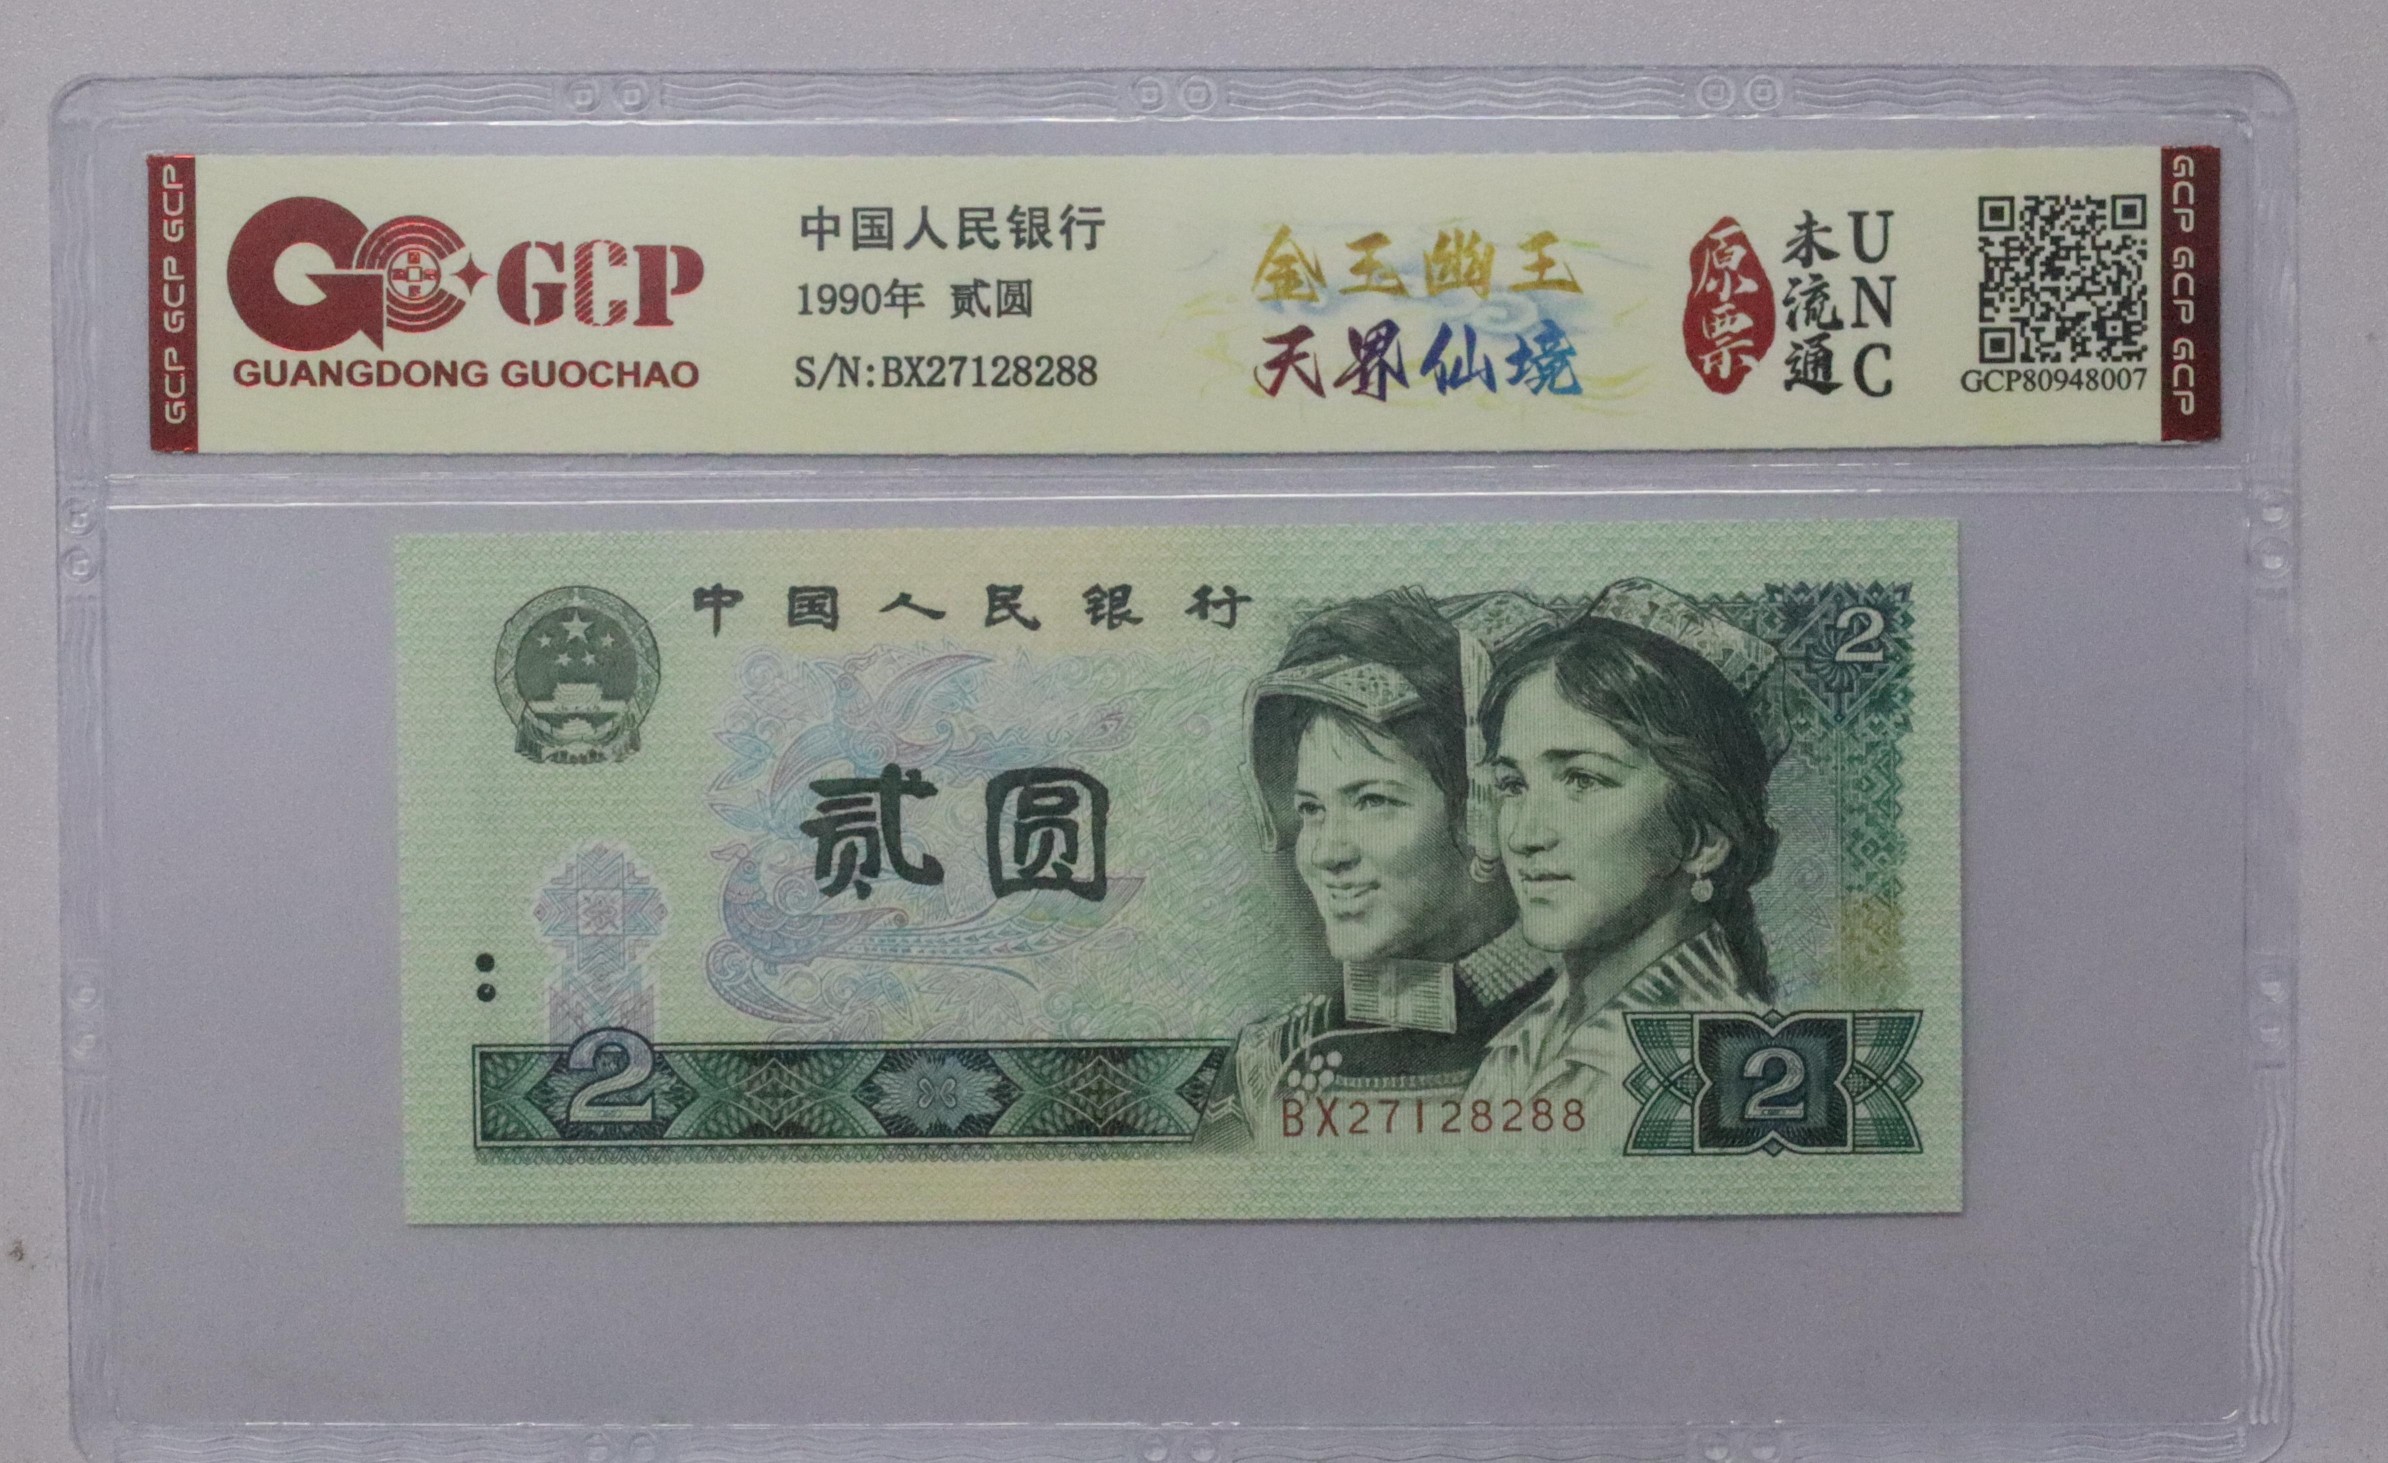 GCP GCP GCP
GCP
GUANGDONG GUOCHAO
中国人民银行
1990年 贰圆
S/N:BX27128288
金玉幽王
天界仙境
原票
未流通
UNC
GCP80948007
GCP GCP GCP
中国人民银行
2
贰圆
2
BX27128288
2